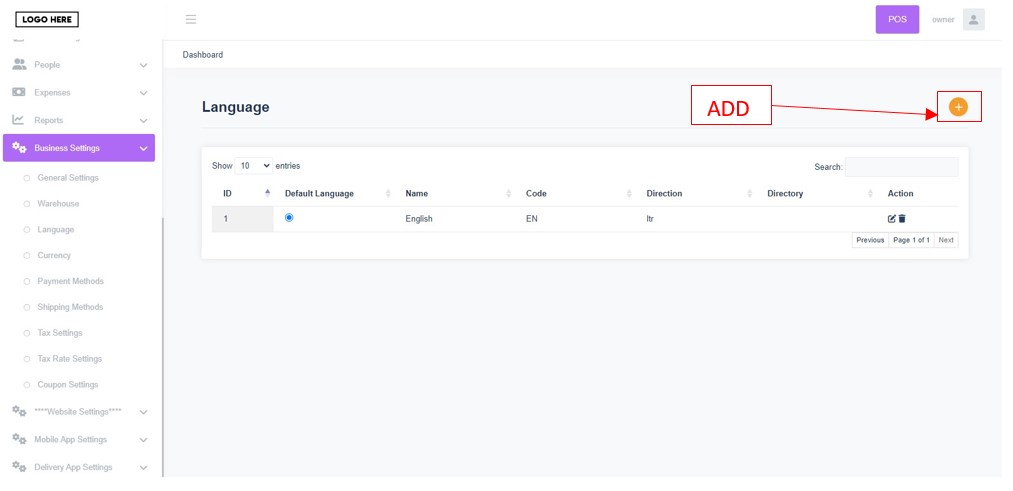 LOGO HERE
POS
owner
Dashboard
People
Expenses
Reports
Business Settings
General Settings
Warehouse
Language
Currency
Payment Methods
Shipping Methods
Tax Settings
Tax Rate Settings
Coupon Settings
****Website Settings****
Mobile App Settings
Delivery App Settings
Language
ADD
Show 10 entries
Search:
ID Default Language Name Code Direction Directory Action
1 English EN ltr
Previous Page 1 of 1 Next